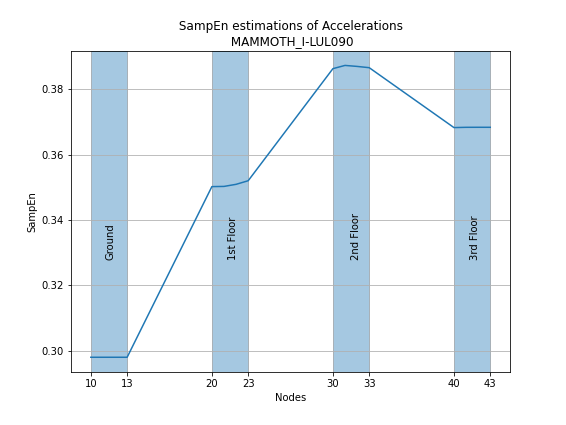 SampEn estimations of Accelerations
MAMMOTH_I-LUL090
SampEn
0.38
0.36
0.34
0.32
0.30
Ground
1st Floor
2nd Floor
3rd Floor
10 13 20 23 30 33 40 43
Nodes